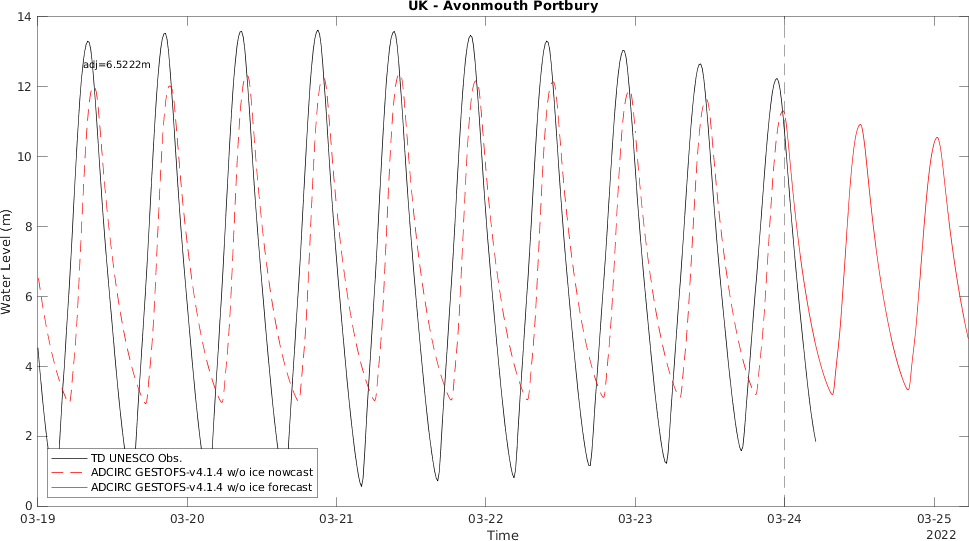 UK - Avonmouth Portbury
14
12
10
8
6
4
2
0
Water Level (m)
adj=6.5222m
TD UNESCO Obs.
ADCIRC GESTOFS-v4.1.4 w/o ice nowcast
ADCIRC GESTOFS-v4.1.4 w/o ice forecast
03-19 03-20 03-21 03-22 03-23 03-24 03-25
Time
2022